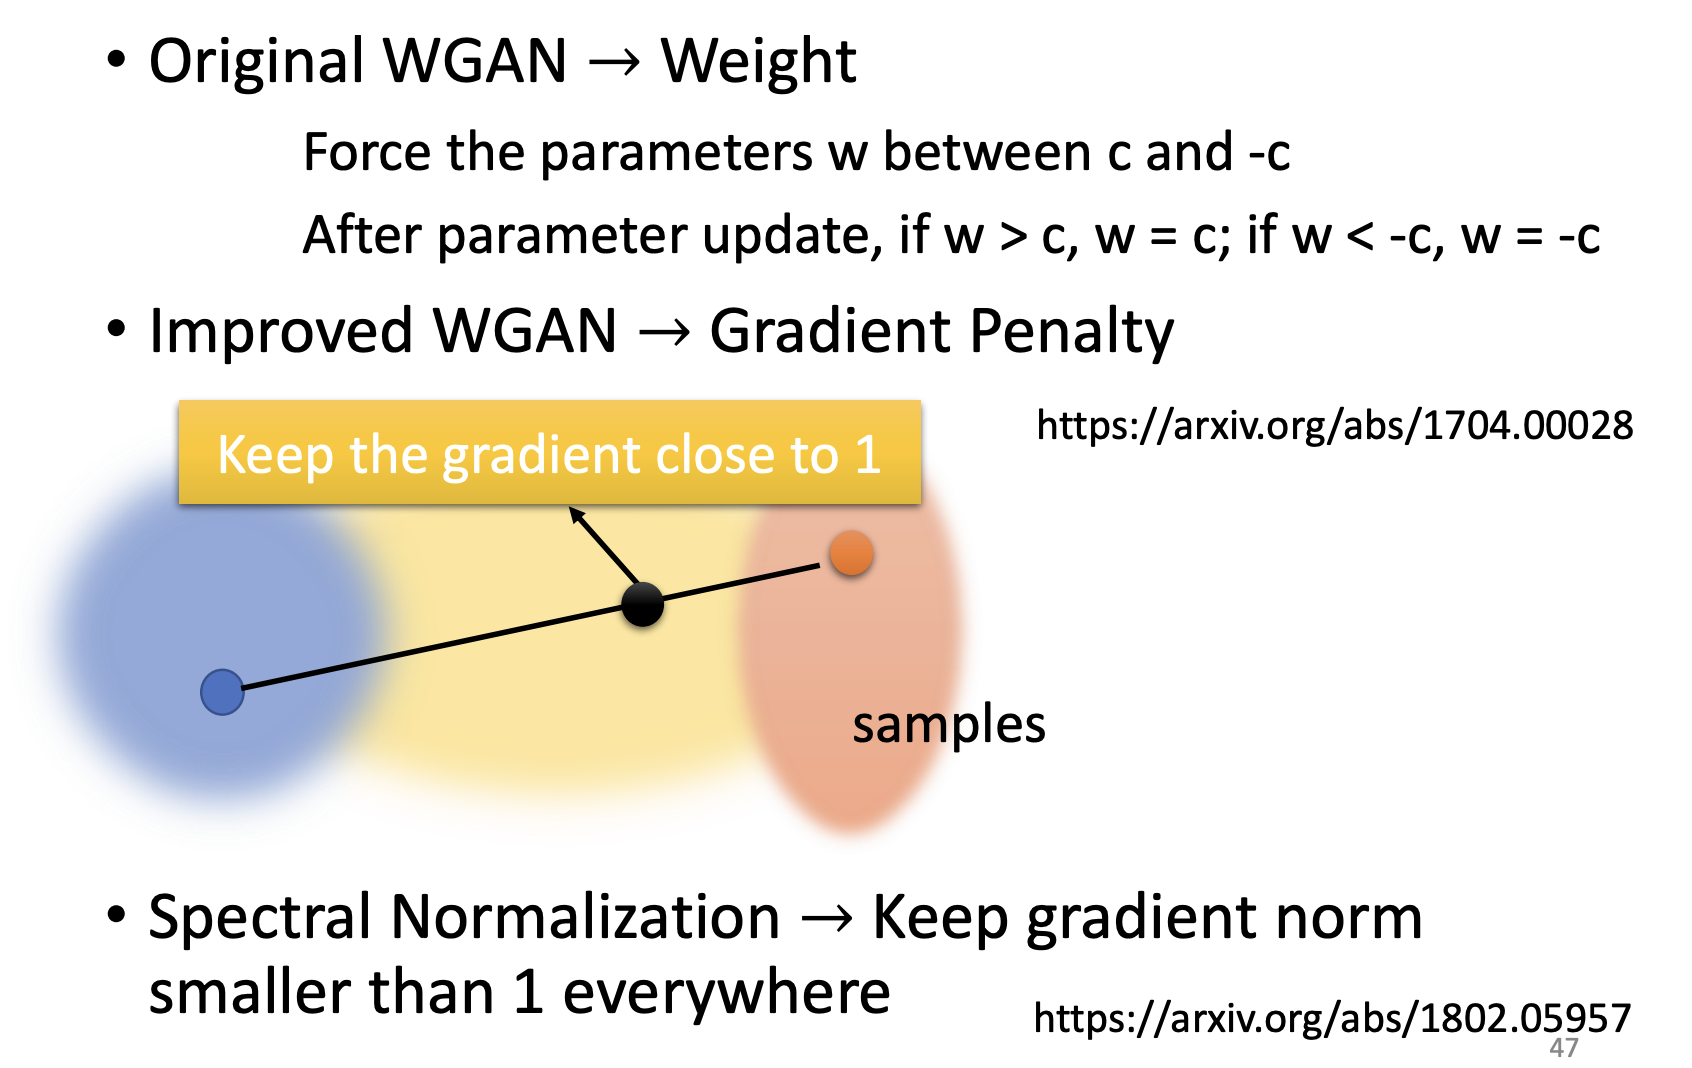 • Original WGAN → Weight
Force the parameters w between c and -c
After parameter update, if w > c, w = c; if w < -c, w = -c
• Improved WGAN → Gradient Penalty
https://arxiv.org/abs/1704.00028
Keep the gradient close to 1
samples
• Spectral Normalization → Keep gradient norm
smaller than 1 everywhere
https://arxiv.org/abs/1802.05957
47